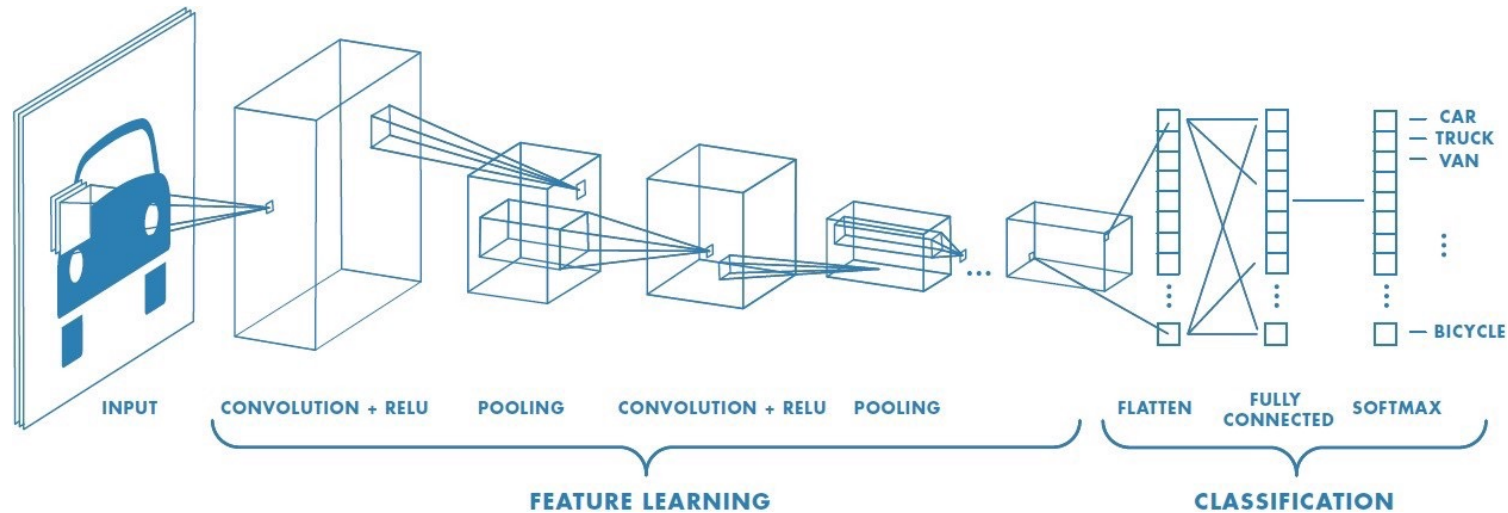 CAR
TRUCK
VAN
BICYCLE
INPUT
CONVOLUTION + RELU
POOLING
CONVOLUTION + RELU
POOLING
FLATTEN
FULLY
CONNECTED
SOFTMAX
FEATURE LEARNING
CLASSIFICATION